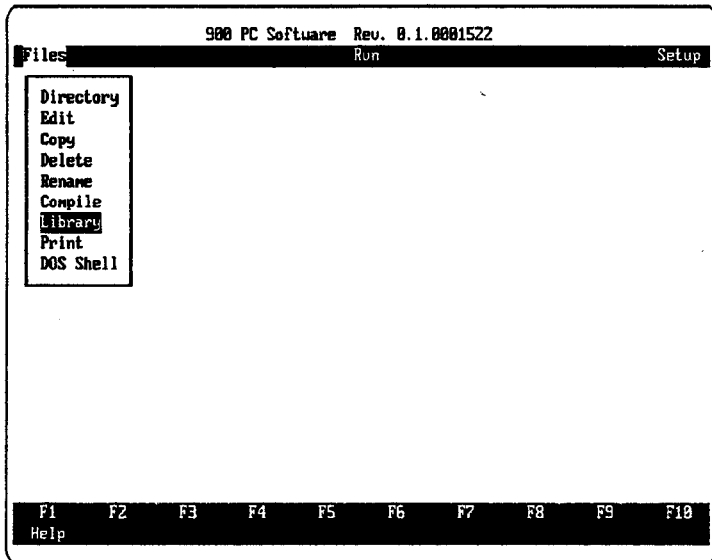 900 PC Software Rev. 0.1.0001522
Files Run Setup
Directory
Edit
Copy
Delete
Rename
Compile
Library
Print
DOS Shell
F1 F2 F3 F4 F5 F6 F7 F8 F9 F10
Help